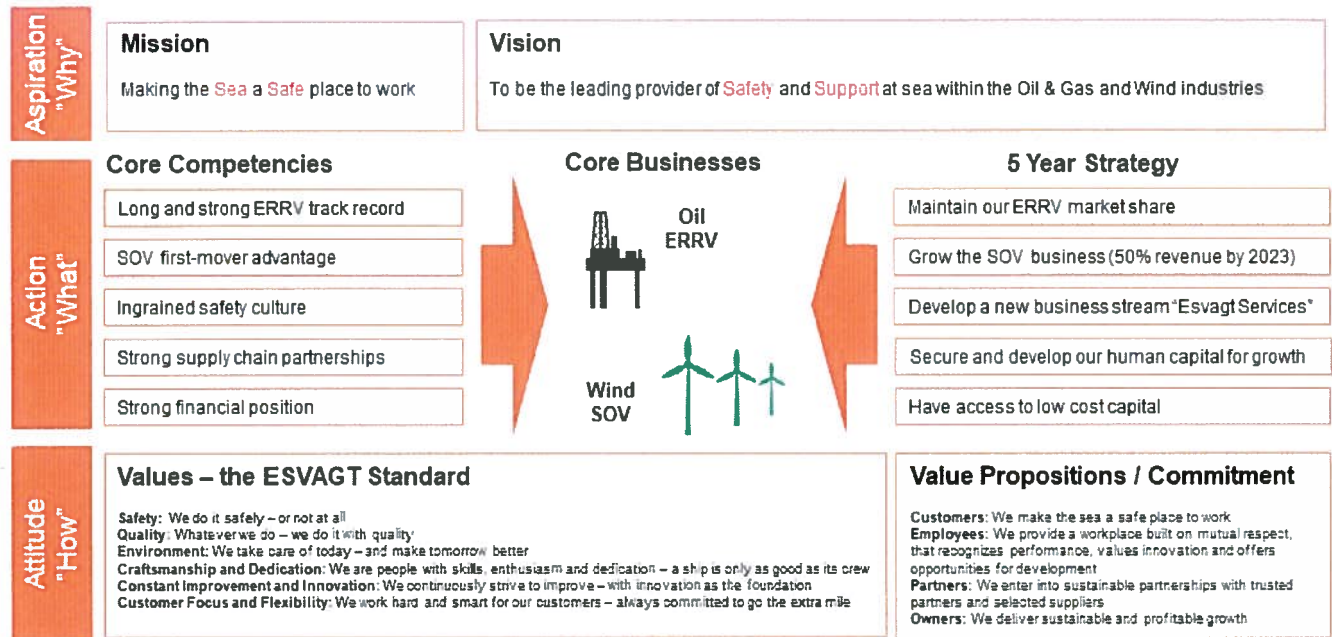 Aspiration
"Why"
Mission
Making the Sea a Safe place to work
Vision
To be the leading provider of Safety and Support at sea within the Oil & Gas and Wind industries
Action
"What"
Core Competencies
Long and strong ERRV track record
SOV first-mover advantage
Ingrained safety culture
Strong supply chain partnerships
Strong financial position
Core Businesses
Oil
ERRV
Wind
SOV
5 Year Strategy
Maintain our ERRV market share
Grow the SOV business (50% revenue by 2023)
Develop a new business stream "Esvagt Services"
Secure and develop our human capital for growth
Have access to low cost capital
Attitude
"How"
Values – the ESVAGT Standard
Safety: We do it safely – or not at all
Quality: Whatever we do – we do it with quality
Environment: We take care of today – and make tomorrow better
Craftsmanship and Dedication: We are people with skills, enthusiasm and dedication – a ship is only as good as its crew
Constant Improvement and Innovation: We continuously strive to improve – with innovation as the foundation
Customer Focus and Flexibility: We work hard and smart for our customers – always committed to go the extra mile
Value Propositions / Commitment
Customers: We make the sea a safe place to work
Employees: We provide a workplace built on mutual respect,
that recognizes performance, values innovation and offers
opportunities for development
Partners: We enter into sustainable partnerships with trusted
partners and selected suppliers
Owners: We deliver sustainable and profitable growth